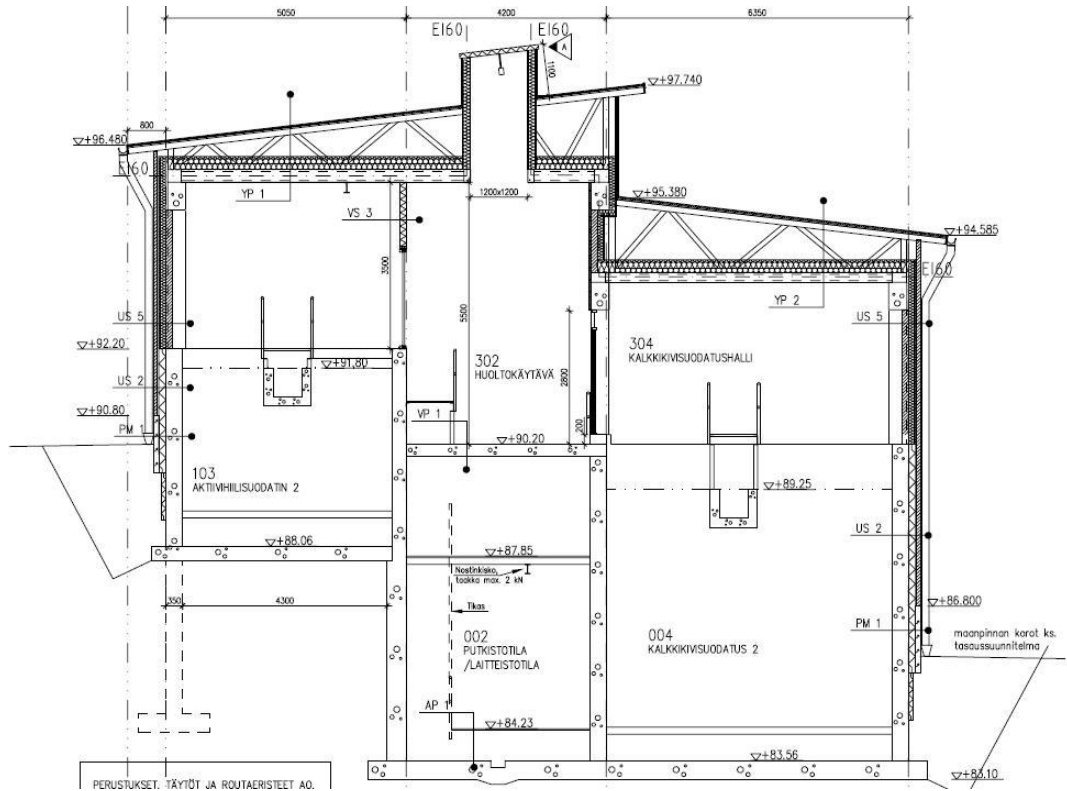 5050
4200
6350
EI60
EI60
A
1100
+97.740
800
+96.480
EI60
YP 1
1200x1200
+95.380
+94.585
VS 3
EI60
3500
5500
YP 2
US 5
US 5
+92.20
304
KALKKIKIVISUODATUSHALLI
302
HUOLTOKÄYTÄVÄ
+91,80
2800
US 2
+90.80
VP 1
PM 1
200
+90.20
103
AKTIIVIHIILISUODATIN 2
+89.25
US 2
+88.06
+87.85
Nostinkisko,
taakka max. 2 kN
350
4300
Tikas
+86.800
002
PUTKISTOTILA
/LAITTEISTOTILA
004
KALKKIKIVISUODATUS 2
PM 1
maanpinnan korot ks.
tasaussuunnitelma
AP 1
+84.23
+83.56
+83.10
PERUSTUKSET, TÄYTÖT JA ROUTAERISTEET AO.